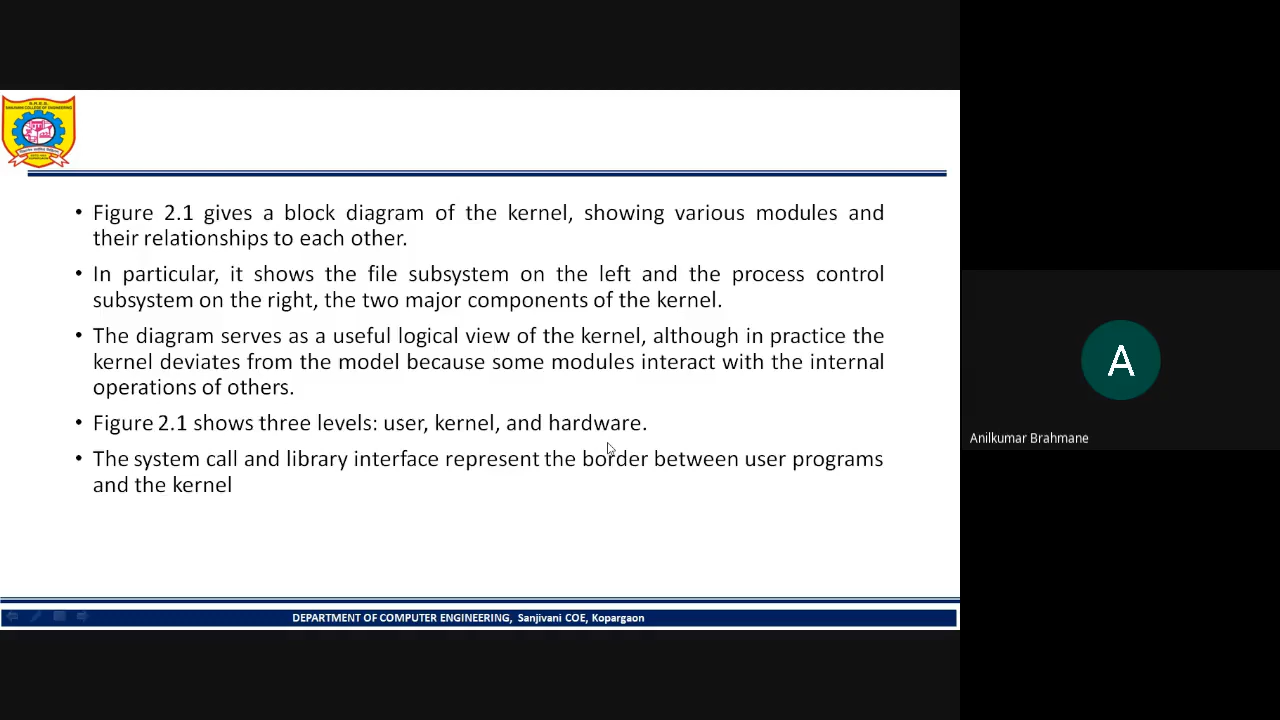 S.R.E.S.
SANJIVANI COLLEGE OF ENGINEERING
• Figure 2.1 gives a block diagram of the kernel, showing various modules and
their relationships to each other.
• In particular, it shows the file subsystem on the left and the process control
subsystem on the right, the two major components of the kernel.
• The diagram serves as a useful logical view of the kernel, although in practice the
kernel deviates from the model because some modules interact with the internal
operations of others.
• Figure 2.1 shows three levels: user, kernel, and hardware.
• The system call and library interface represent the border between user programs
and the kernel
DEPARTMENT OF COMPUTER ENGINEERING, Sanjivani COE, Kopargaon
A
Anilkumar Brahmane